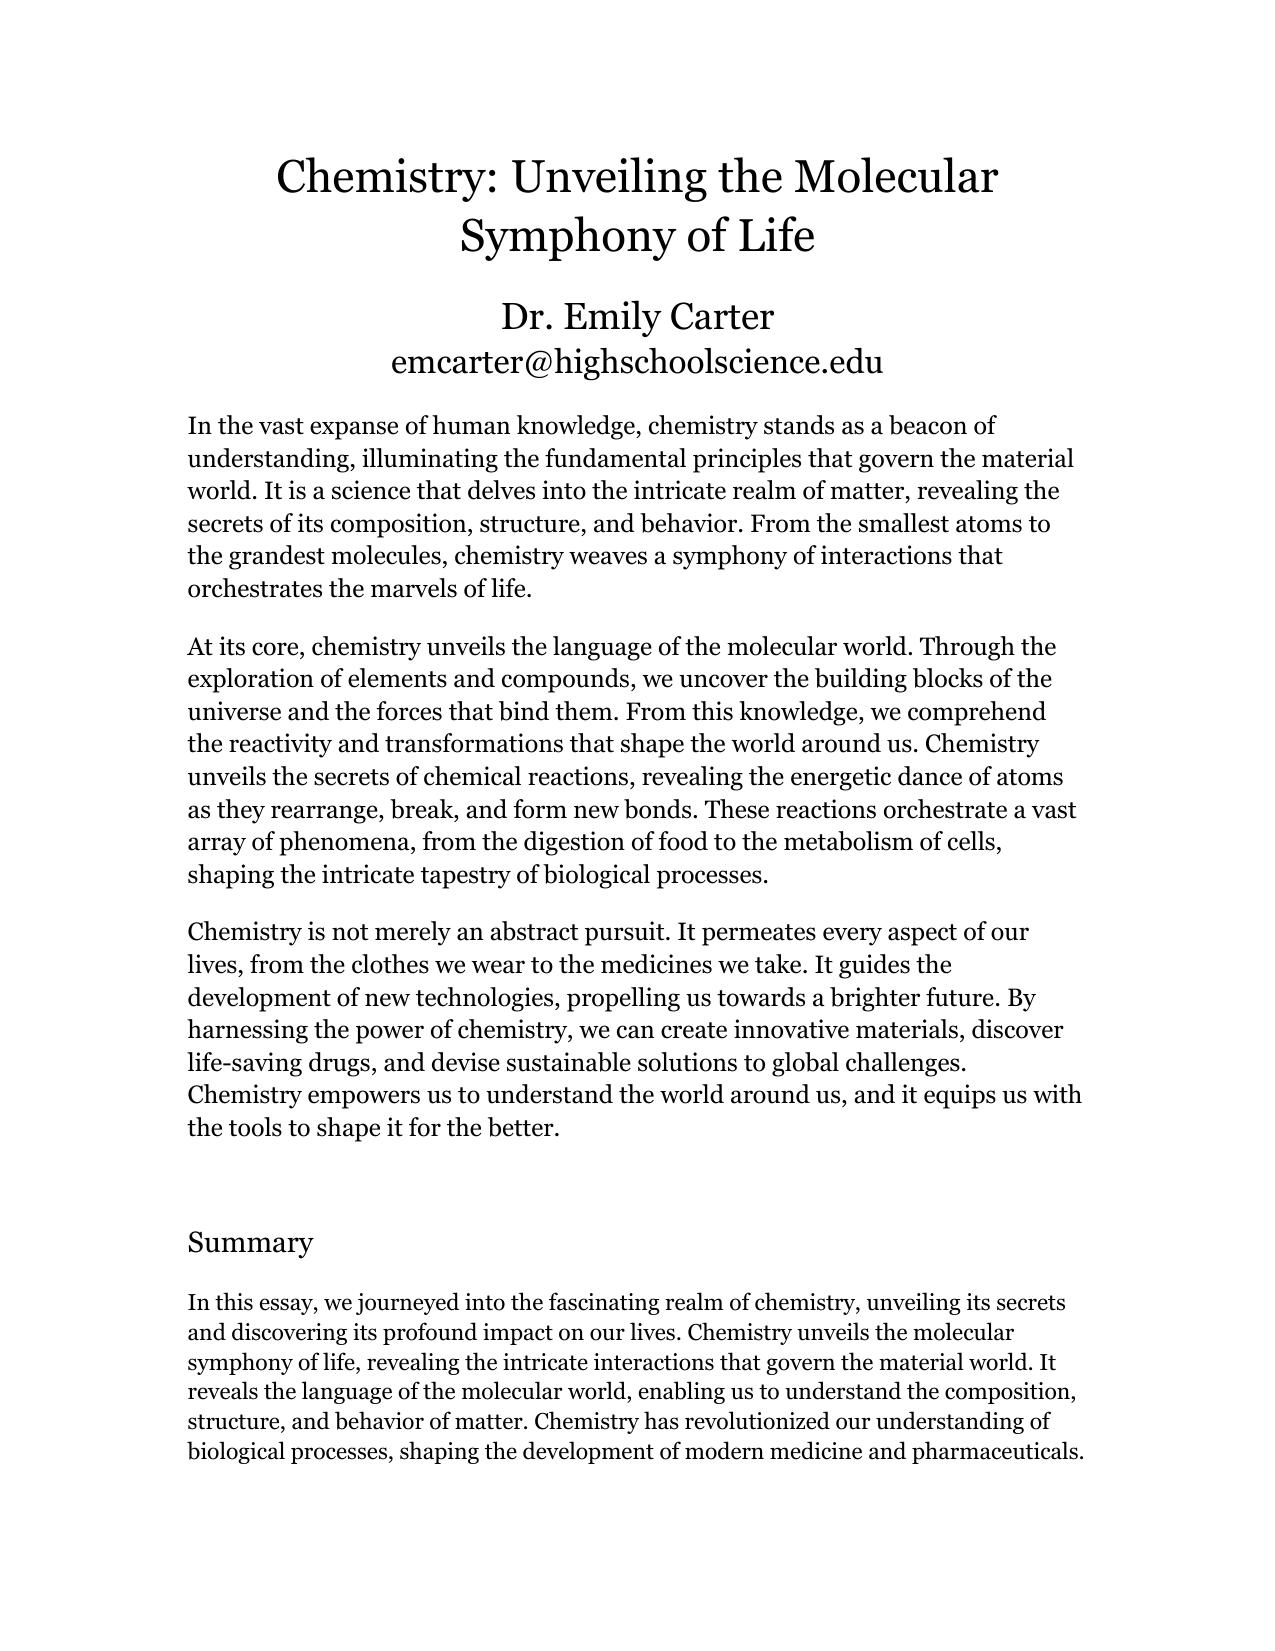 Chemistry: Unveiling the Molecular
Symphony of Life
Dr. Emily Carter
emcarter@highschoolscience.edu
In the vast expanse of human knowledge, chemistry stands as a beacon of
understanding, illuminating the fundamental principles that govern the material
world. It is a science that delves into the intricate realm of matter, revealing the
secrets of its composition, structure, and behavior. From the smallest atoms to
the grandest molecules, chemistry weaves a symphony of interactions that
orchestrates the marvels of life.
At its core, chemistry unveils the language of the molecular world. Through the
exploration of elements and compounds, we uncover the building blocks of the
universe and the forces that bind them. From this knowledge, we comprehend
the reactivity and transformations that shape the world around us. Chemistry
unveils the secrets of chemical reactions, revealing the energetic dance of atoms
as they rearrange, break, and form new bonds. These reactions orchestrate a vast
array of phenomena, from the digestion of food to the metabolism of cells,
shaping the intricate tapestry of biological processes.
Chemistry is not merely an abstract pursuit. It permeates every aspect of our
lives, from the clothes we wear to the medicines we take. It guides the
development of new technologies, propelling us towards a brighter future. By
harnessing the power of chemistry, we can create innovative materials, discover
life-saving drugs, and devise sustainable solutions to global challenges.
Chemistry empowers us to understand the world around us, and it equips us with
the tools to shape it for the better.
Summary
In this essay, we journeyed into the fascinating realm of chemistry, unveiling its secrets
and discovering its profound impact on our lives. Chemistry unveils the molecular
symphony of life, revealing the intricate interactions that govern the material world. It
reveals the language of the molecular world, enabling us to understand the composition,
structure, and behavior of matter. Chemistry has revolutionized our understanding of
biological processes, shaping the development of modern medicine and pharmaceuticals.